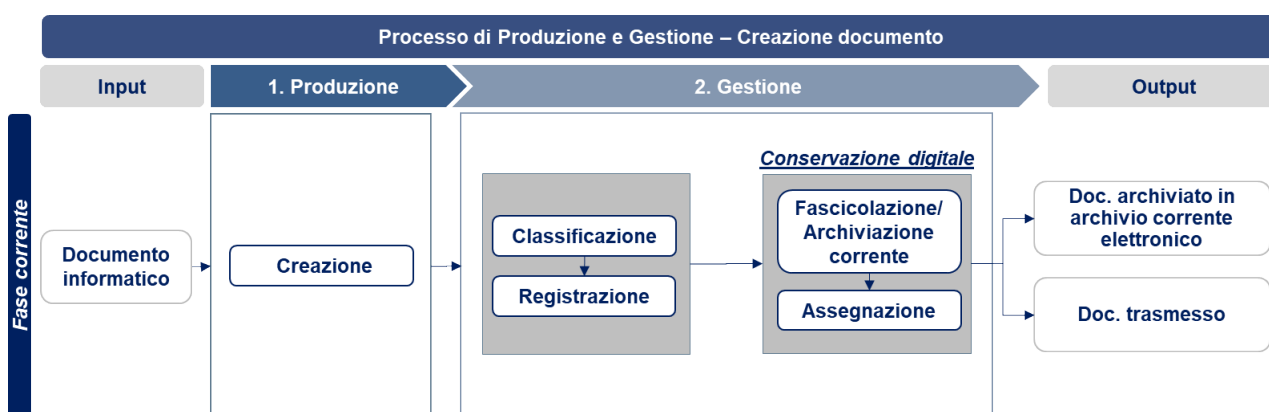 Processo di Produzione e Gestione – Creazione documento
Input
1. Produzione
2. Gestione
Output
Fase corrente
Documento
informatico
Creazione
Classificazione
Registrazione
Conservazione digitale
Fascicolazione/
Archiviazione
corrente
Assegnazione
Doc. archiviato in
archivio corrente
elettronico
Doc. trasmesso